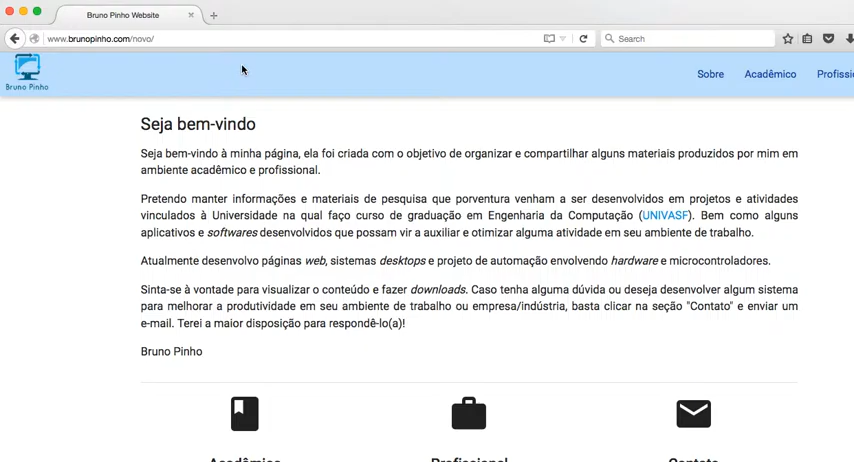 Bruno Pinho Website
www.brunopinho.com/novo/
Search
Bruno Pinho
Sobre
Acadêmico
Seja bem-vindo
Seja bem-vindo à minha página, ela foi criada com o objetivo de organizar e compartilhar alguns materiais produzidos por mim em
ambiente acadêmico e profissional.
Pretendo manter informações e materiais de pesquisa que porventura venham a ser desenvolvidos em projetos e atividades
vinculados à Universidade na qual faço curso de graduação em Engenharia da Computação (UNIVASF). Bem como alguns
aplicativos e softwares desenvolvidos que possam vir a auxiliar e otimizar alguma atividade em seu ambiente de trabalho.
Atualmente desenvolvo páginas web, sistemas desktops e projeto de automação envolvendo hardware e microcontroladores.
Sinta-se à vontade para visualizar o conteúdo e fazer downloads. Caso tenha alguma dúvida ou deseja desenvolver algum sistema
para melhorar a produtividade em seu ambiente de trabalho ou empresa/indústria, basta clicar na seção "Contato" e enviar um
e-mail. Terei a maior disposição para respondê-lo(a)!
Bruno Pinho